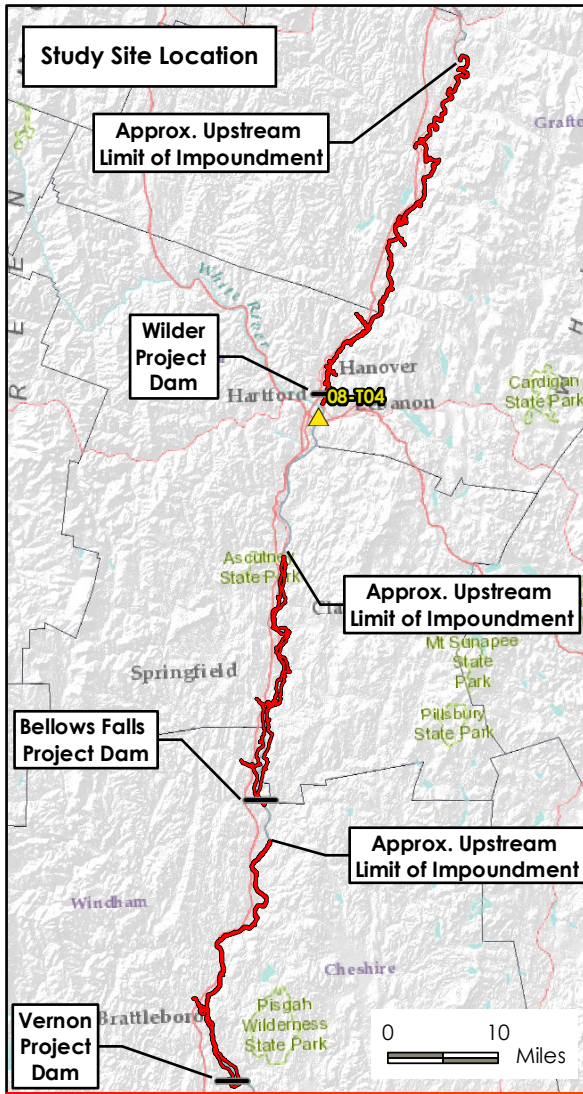 Study Site Location
Approx. Upstream
Limit of Impoundment
Grafto
White River
Wilder
Project
Dam
Hanover
Hartford
08-T04
Cardigan
State Park
Ascutney
State Park
Approx. Upstream
Limit of Impoundment
Mt Sunapee
State
Park
Springfield
Pillsbury
State Park
Bellows Falls
Project Dam
Approx. Upstream
Limit of Impoundment
Windham
Cheshire
Brattleboro
Pisgah
Wilderness
State Park
Vernon
Project
Dam
0 10
Miles